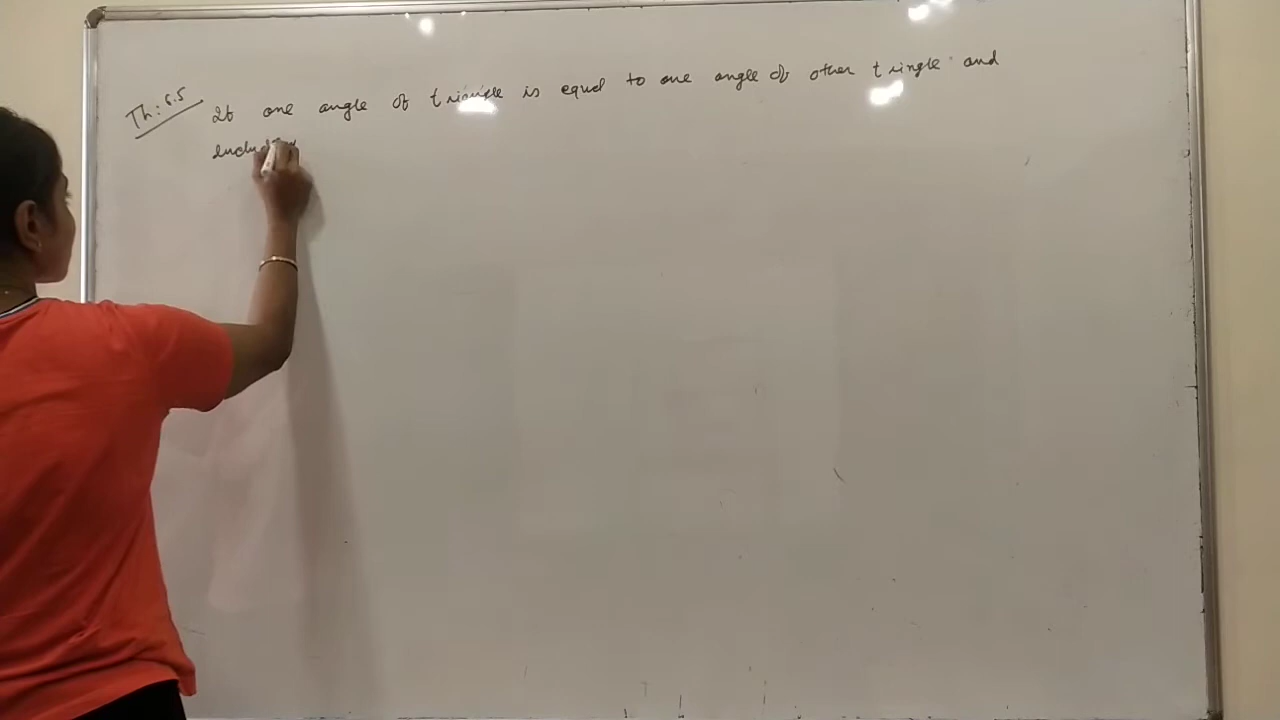 Th: 6.5 If one angle of triangle is equal to one angle of other tringle and